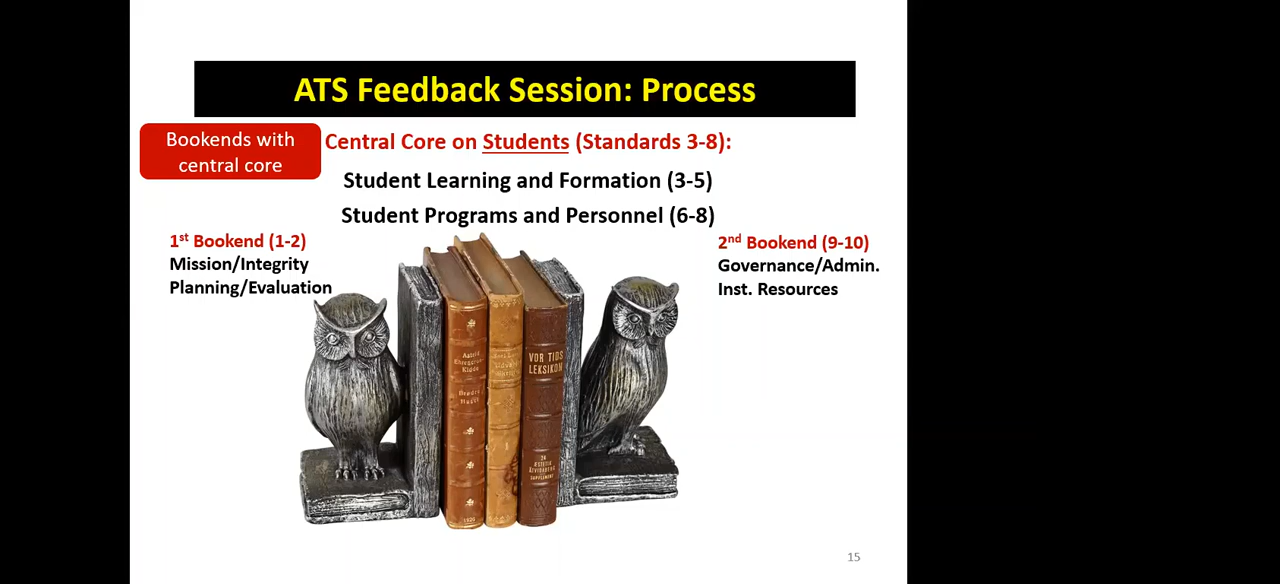 ATS Feedback Session: Process
Bookends with
central core
Central Core on Students (Standards 3-8):
Student Learning and Formation (3-5)
Student Programs and Personnel (6-8)
1st Bookend (1-2)
Mission/Integrity
Planning/Evaluation
2nd Bookend (9-10)
Governance/Admin.
Inst. Resources
VOR TIDS
LEKSIKON
1920
15